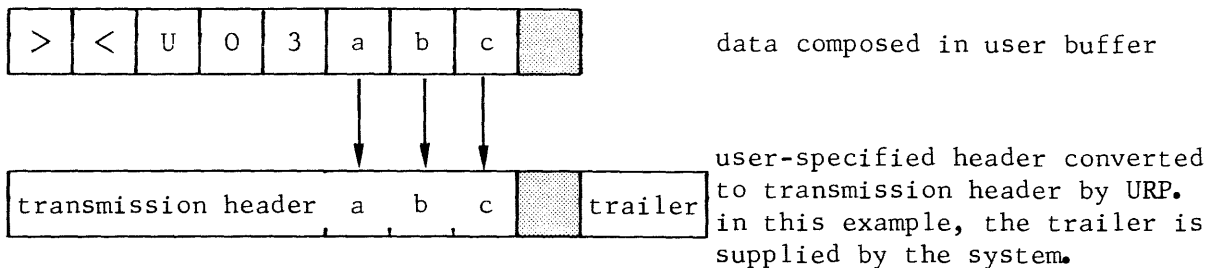 > < U 0 3 a b c
data composed in user buffer
user-specified header converted
to transmission header by URP.
in this example, the trailer is
supplied by the system.
transmission header a b c trailer